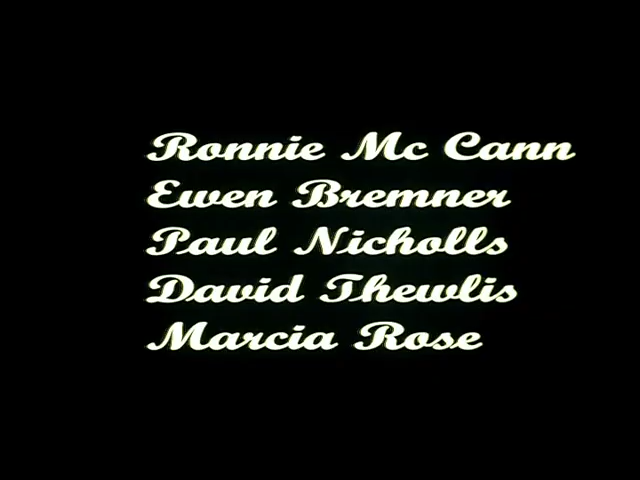 Ronnie Mc Cann
Ewen Bremner
Paul Nicholls
David Thewlis
Marcia Rose